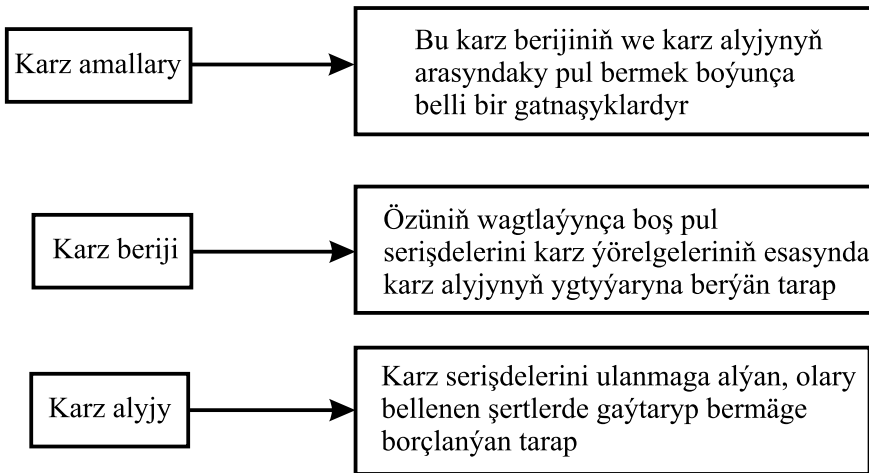 Karz amallary
Bu karz berijiniň we karz alyjynyň
arasyndaky pul bermek boýunça
belli bir gatnaşyklardyr
Karz beriji
Özüniň wagtlaýynça boş pul
serişdelerini karz ýörelgeleriniň esasynda
karz alyjynyň ygtyýaryna berýän tarap
Karz alyjy
Karz serişdelerini ulanmaga alýan, olary
bellenen şertlerde gaýtaryp bermäge
borçlanýan tarap